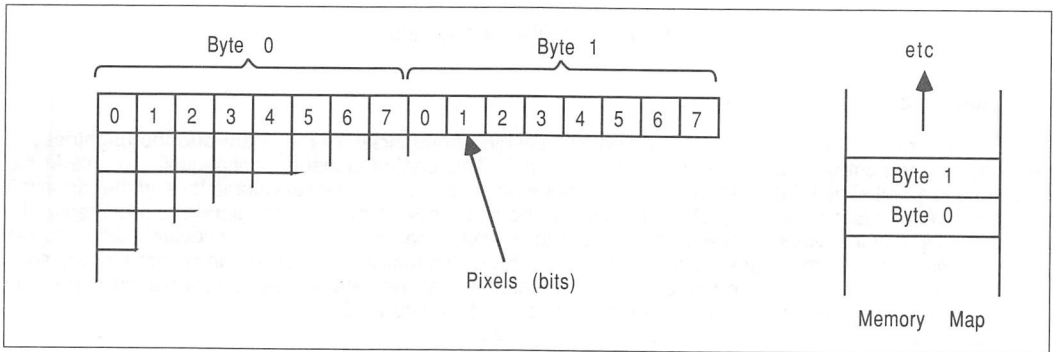 Byte 0
Byte 1
etc
0 1 2 3 4 5 6 7 0 1 2 3 4 5 6 7
Byte 1
Byte 0
Pixels (bits)
Memory Map